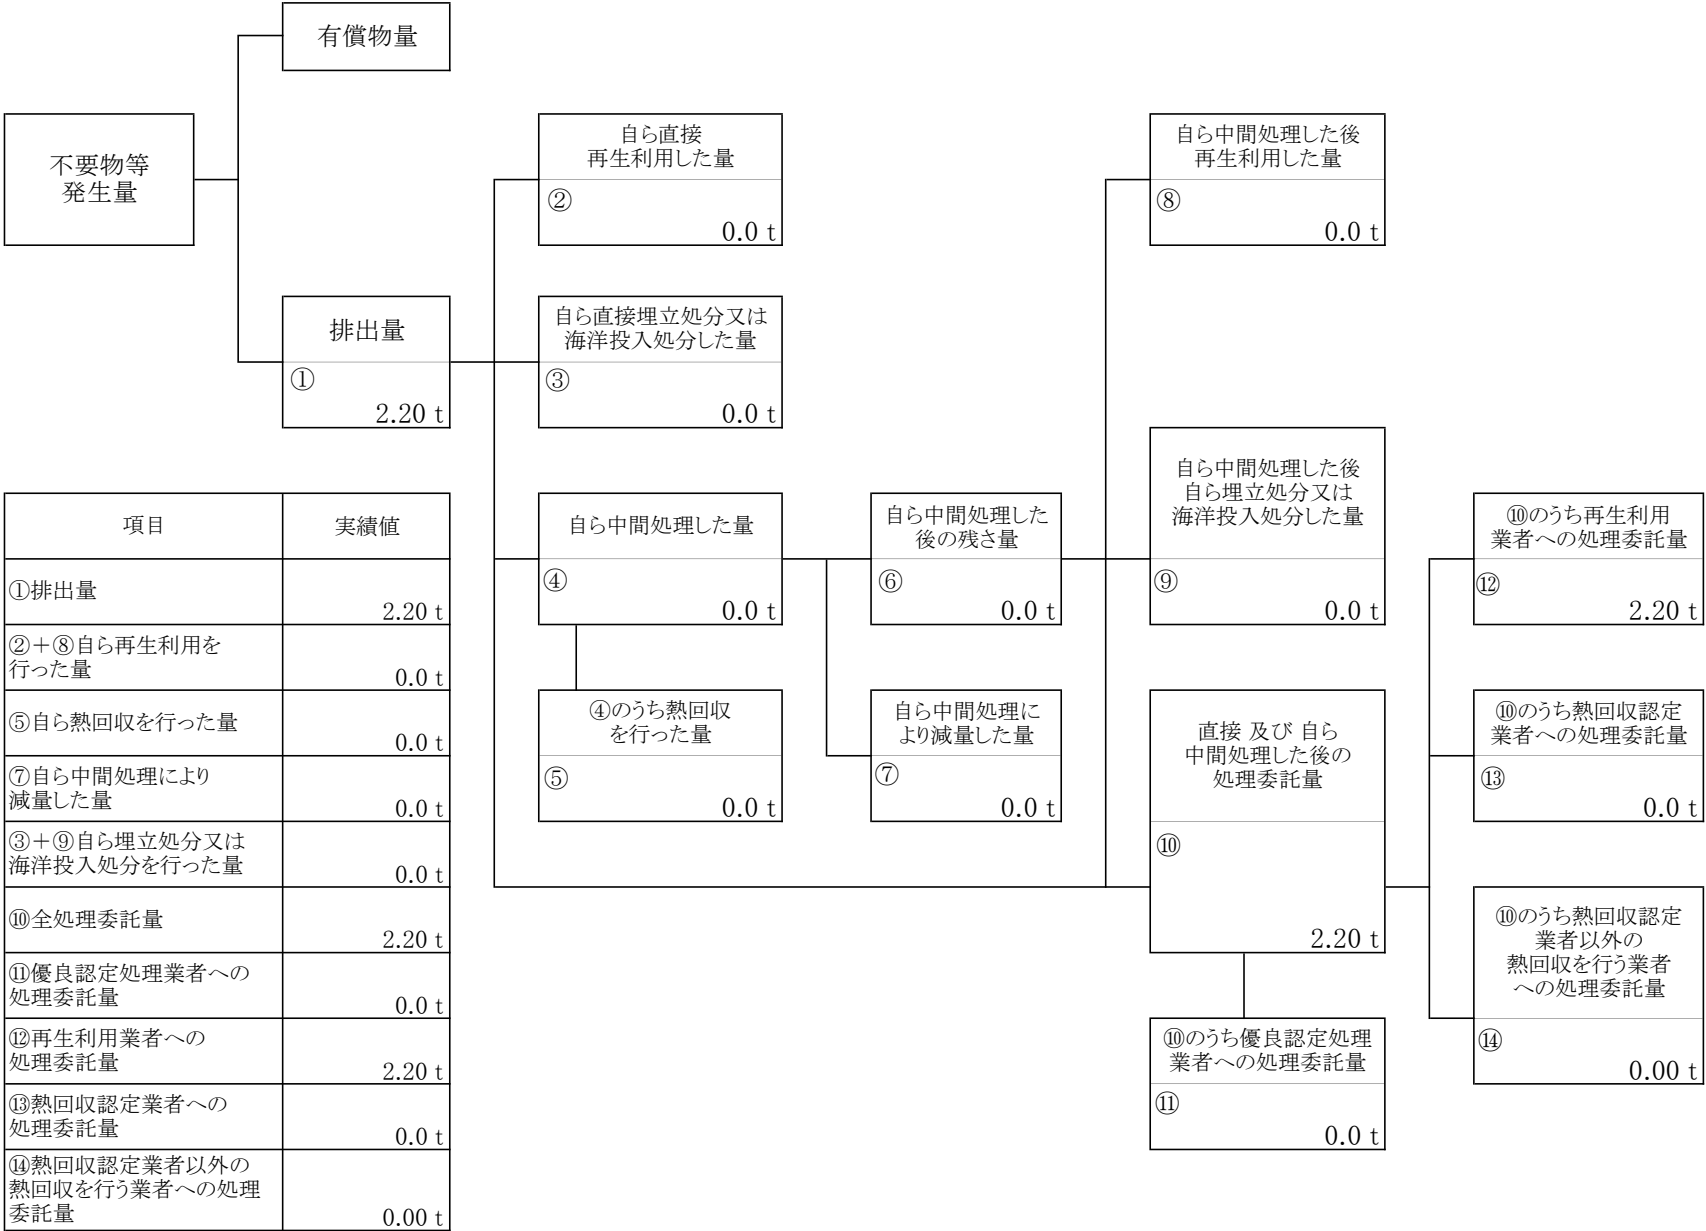 有償物量
不要物等
発生量
排出量
①
2.20 t
自ら直接
再生利用した量
②
0.0 t
自ら直接埋立処分又は
海洋投入処分した量
③
0.0 t
自ら中間処理した量
④
0.0 t
④のうち熱回収
を行った量
⑤
0.0 t
自ら中間処理した
後の残さ量
⑥
0.0 t
自ら中間処理に
より減量した量
⑦
0.0 t
自ら中間処理した後
再生利用した量
⑧
0.0 t
自ら中間処理した後
自ら埋立処分又は
海洋投入処分した量
⑨
0.0 t
直接 及び 自ら
中間処理した後の
処理委託量
⑩
2.20 t
⑩のうち優良認定処理
業者への処理委託量
⑪
0.0 t
⑩のうち再生利用
業者への処理委託量
⑫
2.20 t
⑩のうち熱回収認定
業者への処理委託量
⑬
0.0 t
⑩のうち熱回収認定
業者以外の
熱回収を行う業者
への処理委託量
⑭
0.00 t
項目 実績値
①排出量
2.20 t
②＋⑧自ら再生利用を
行った量
0.0 t
⑤自ら熱回収を行った量
0.0 t
⑦自ら中間処理により
減量した量
0.0 t
③＋⑨自ら埋立処分又は
海洋投入処分を行った量
0.0 t
⑩全処理委託量
2.20 t
⑪優良認定処理業者への
処理委託量
0.0 t
⑫再生利用業者への
処理委託量
2.20 t
⑬熱回収認定業者への
処理委託量
0.0 t
⑭熱回収認定業者以外の
熱回収を行う業者への処理
委託量
0.00 t